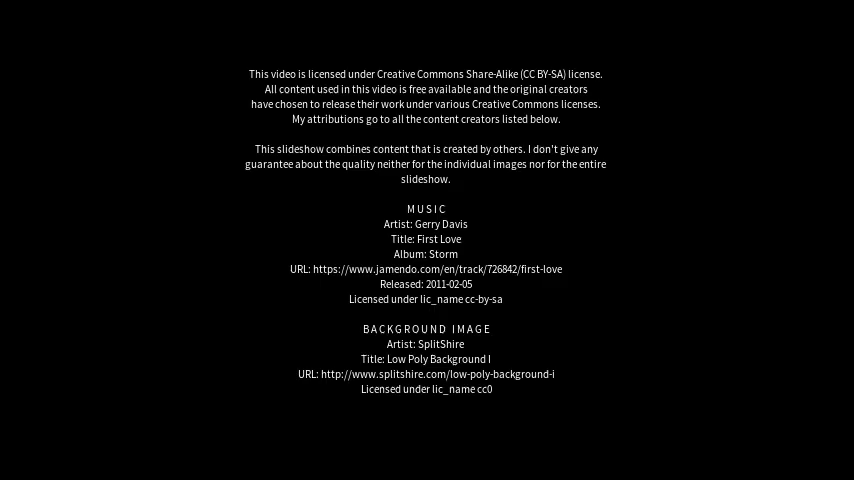 This video is licensed under Creative Commons Share-Alike (CC BY-SA) license.
All content used in this video is free available and the original creators
have chosen to release their work under various Creative Commons licenses.
My attributions go to all the content creators listed below.
This slideshow combines content that is created by others. I don't give any
guarantee about the quality neither for the individual images nor for the entire
slideshow.
MUSIC
Artist: Gerry Davis
Title: First Love
Album: Storm
URL: https://www.jamendo.com/en/track/726842/first-love
Released: 2011-02-05
Licensed under lic_name cc-by-sa
BACKGROUND IMAGE
Artist: SplitShire
Title: Low Poly Background I
URL: http://www.splitshire.com/low-poly-background-i
Licensed under lic_name cc0